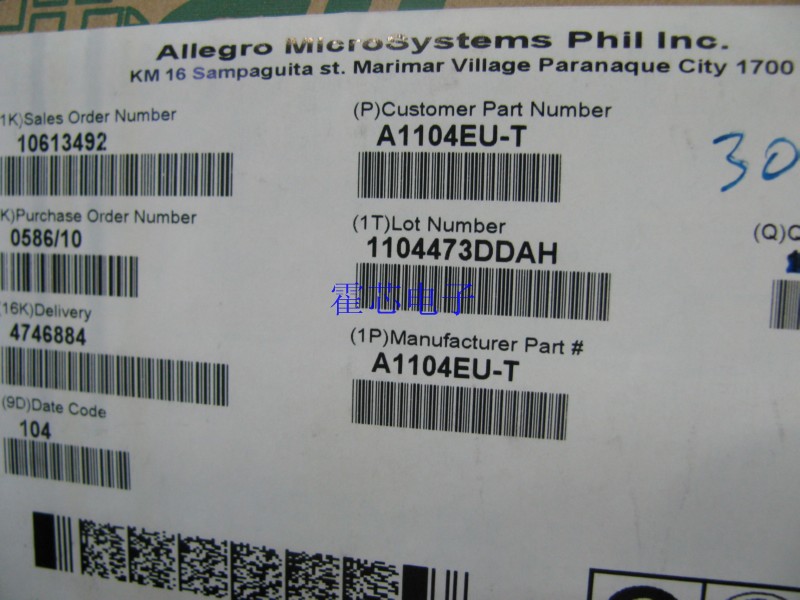 Allegro MicroSystems Phil Inc.
KM 16 Sampaguita st. Marimar Village Paranaque City 1700
1K)Sales Order Number
10613492
(P)Customer Part Number
A1104EU-T
30
K)Purchase Order Number
0586/10
(1T)Lot Number
1104473DDAH
(Q)Q
霍芯电子
(16K)Delivery
4746884
(1P)Manufacturer Part #
A1104EU-T
(9D)Date Code
104